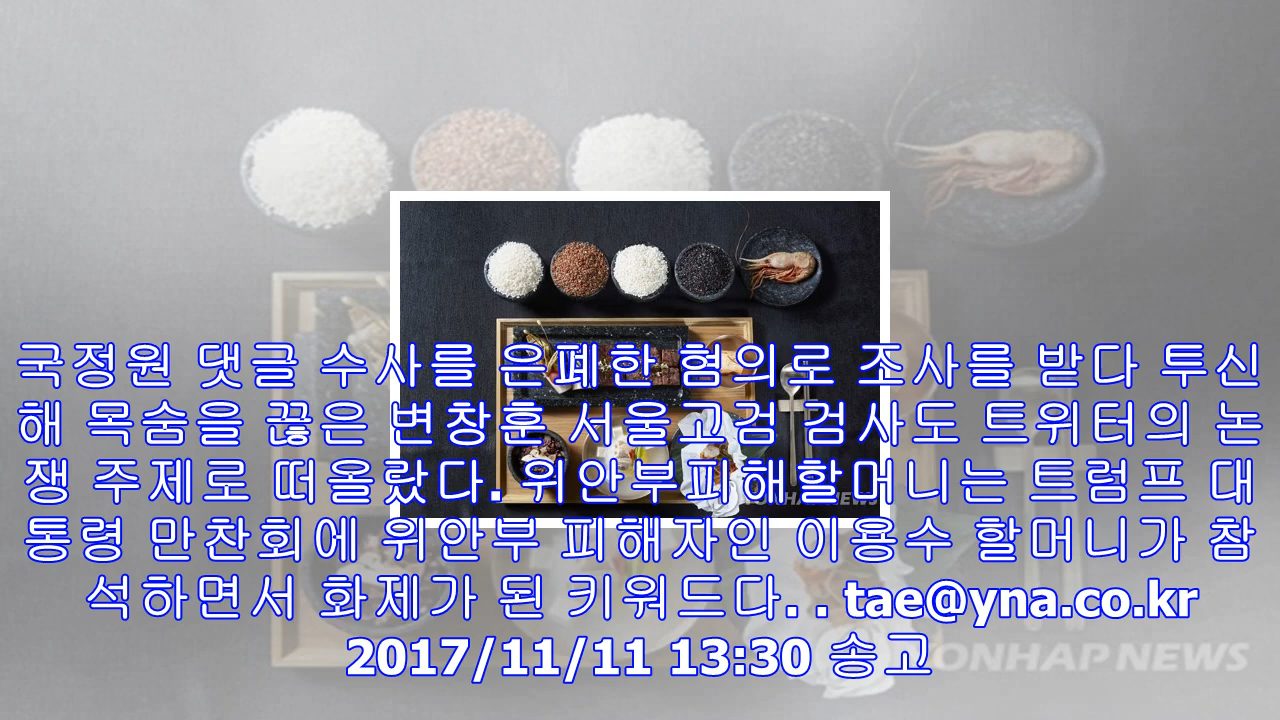 국정원 댓글 수사를 은폐한 혐의로 조사를 받다 투신
해 목숨을 끊은 변창훈 서울고검 검사도 트위터의 논
쟁 주제로 떠올랐다. 위안부피해할머니는 트럼프 대
통령 만찬회에 위안부 피해자인 이용수 할머니가 참
석하면서 화제가 된 키워드다. . tae@yna.co.kr
2017/11/11 13:30 송고
YONHAP NEWS